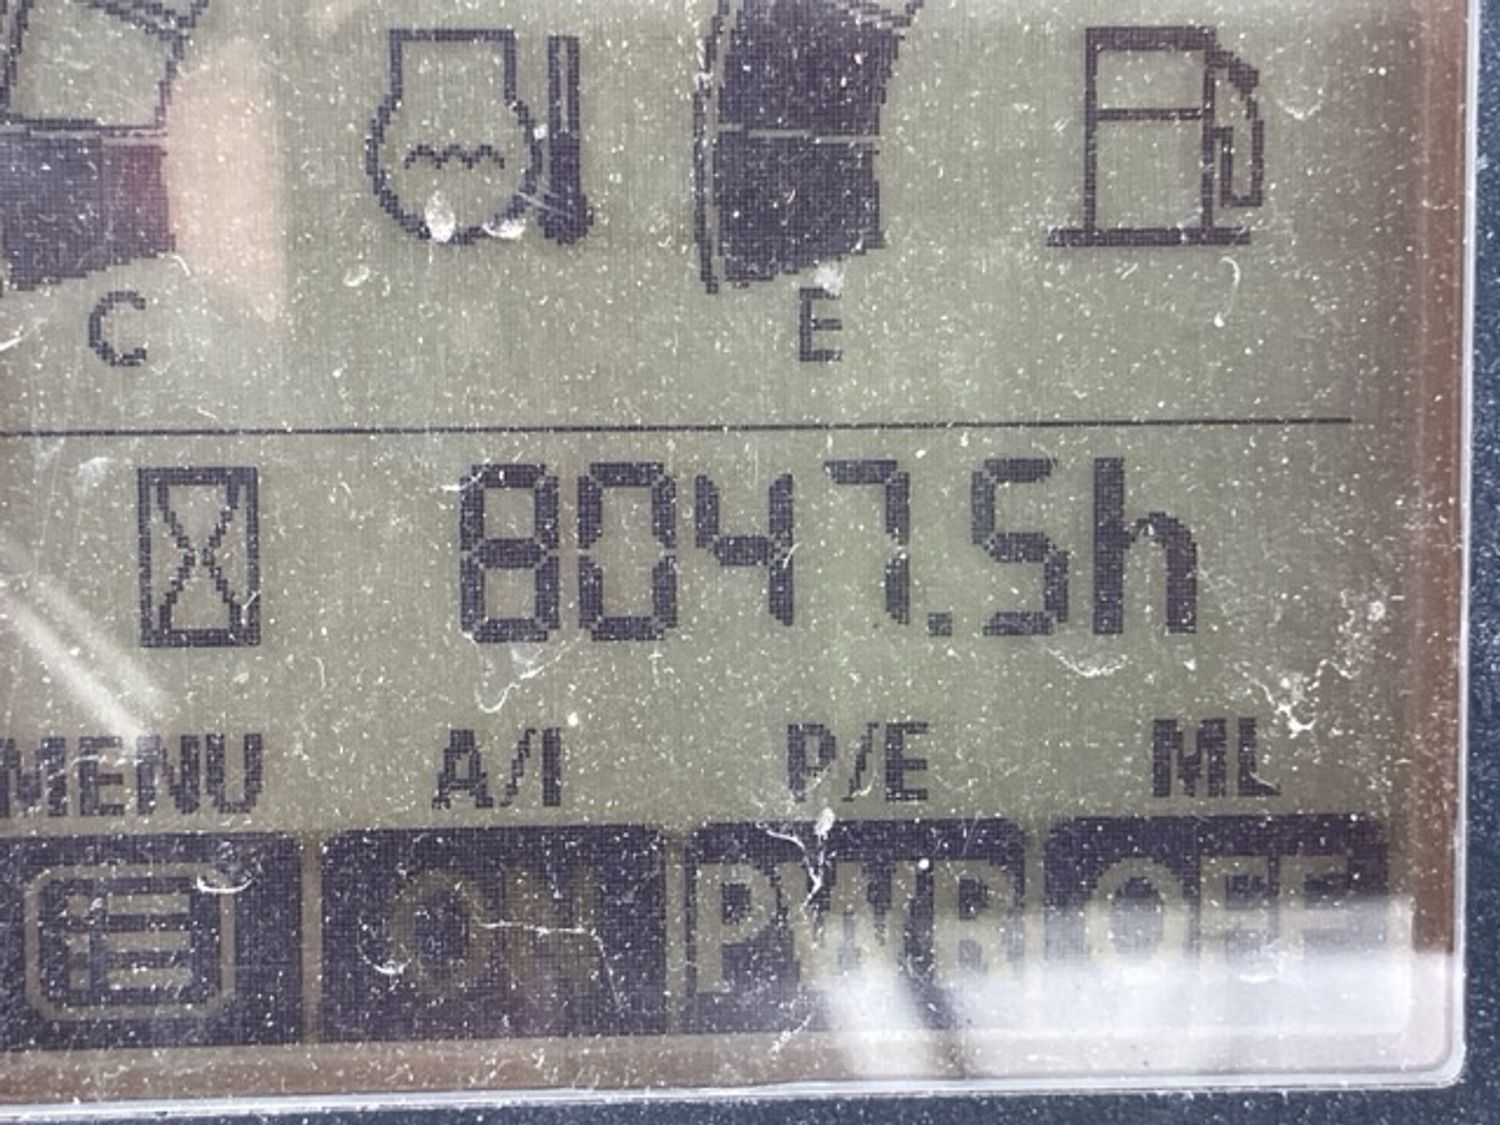 C E
8047.5h
MENU A/I P/E ML
ON PWR OFF